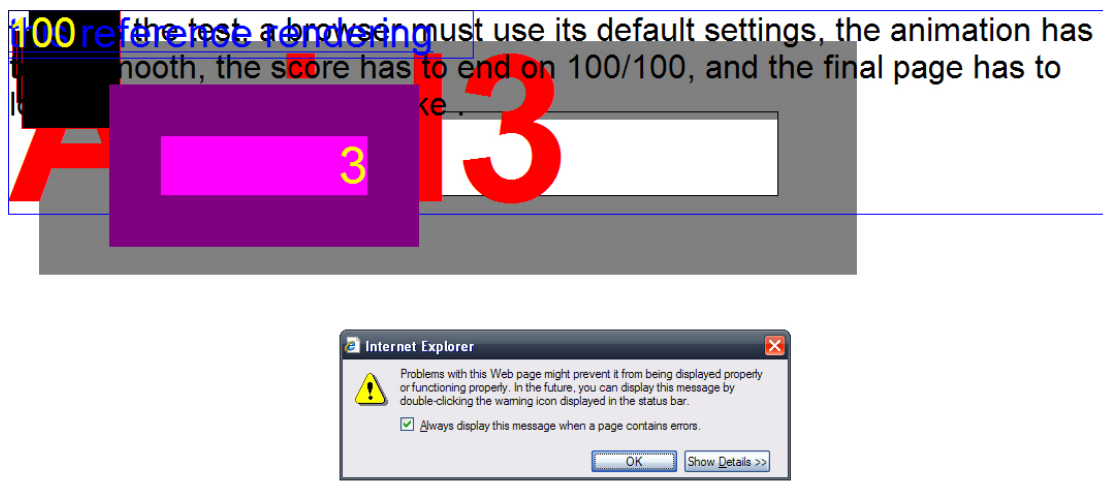 100 the test, a browser must use its default settings, the animation has
this reference rendering
mooth, the score has to end on 100/100, and the final page has to
ke .
A i 3
3
Internet Explorer
Problems with this Web page might prevent it from being displayed properly
or functioning properly. In the future, you can display this message by
double-clicking the warning icon displayed in the status bar.
Always display this message when a page contains errors.
OK
Show Details >>